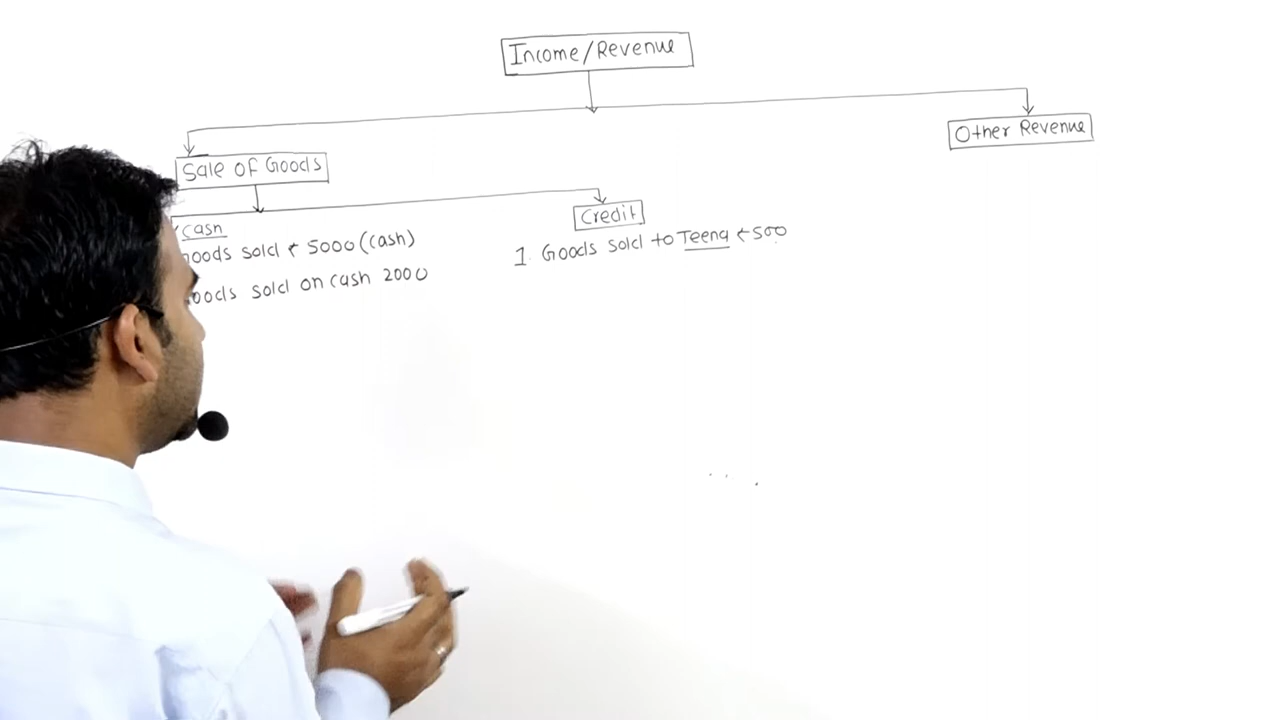 Income/Revenue
Other Revenue
Sale of Goods
Cash
Credit
oods sold ₹ 5000 (cash)
1. Goods sold to Teena ₹ 500
oods sold on cash 2000